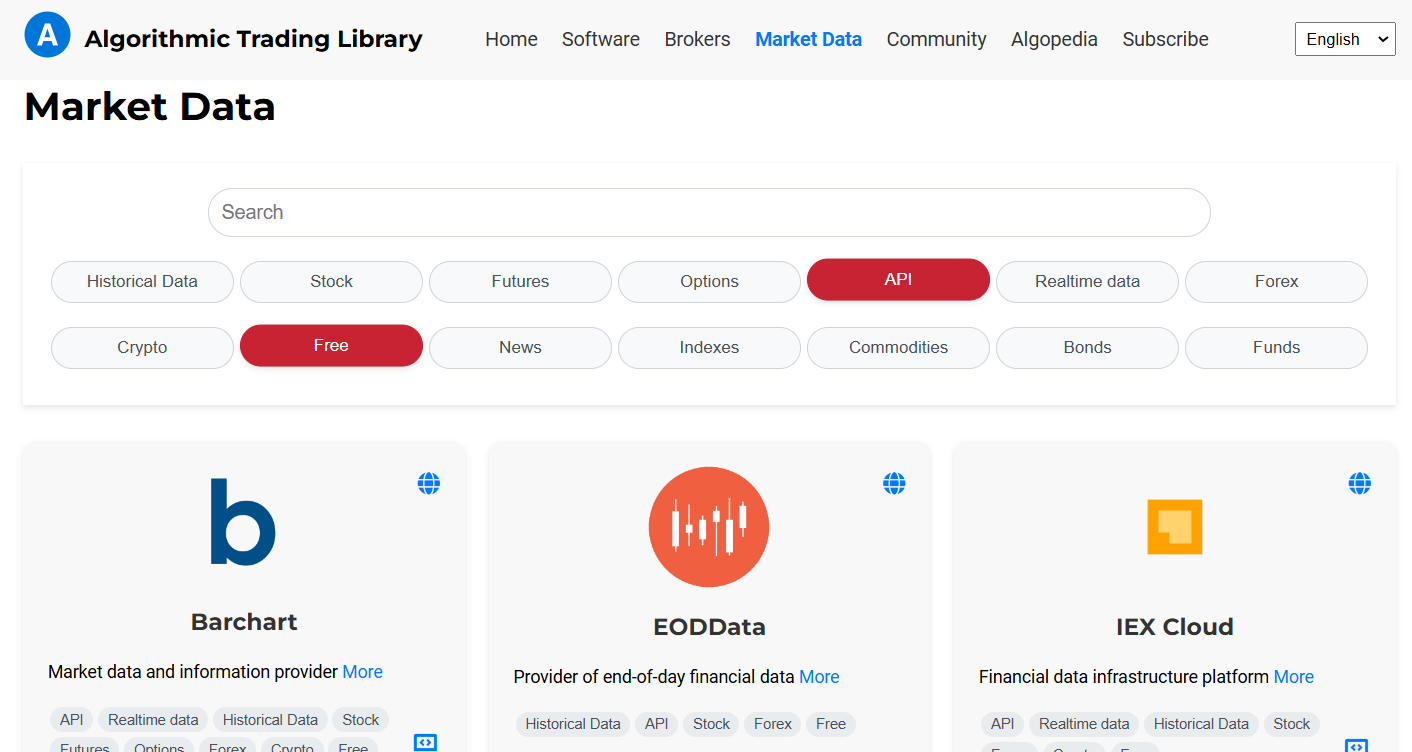 A Algorithmic Trading Library Home Software Brokers Market Data Community Algopedia Subscribe English
Market Data
Search
Historical Data Stock Futures Options API Realtime data Forex
Crypto Free News Indexes Commodities Bonds Funds
b
Barchart EODData IEX Cloud
Market data and information provider More
Provider of end-of-day financial data More
Financial data infrastructure platform More
API Realtime data Historical Data Stock
Futures Options Forex Crypto Free
Historical Data API Stock Forex Free
API Realtime data Historical Data Stock